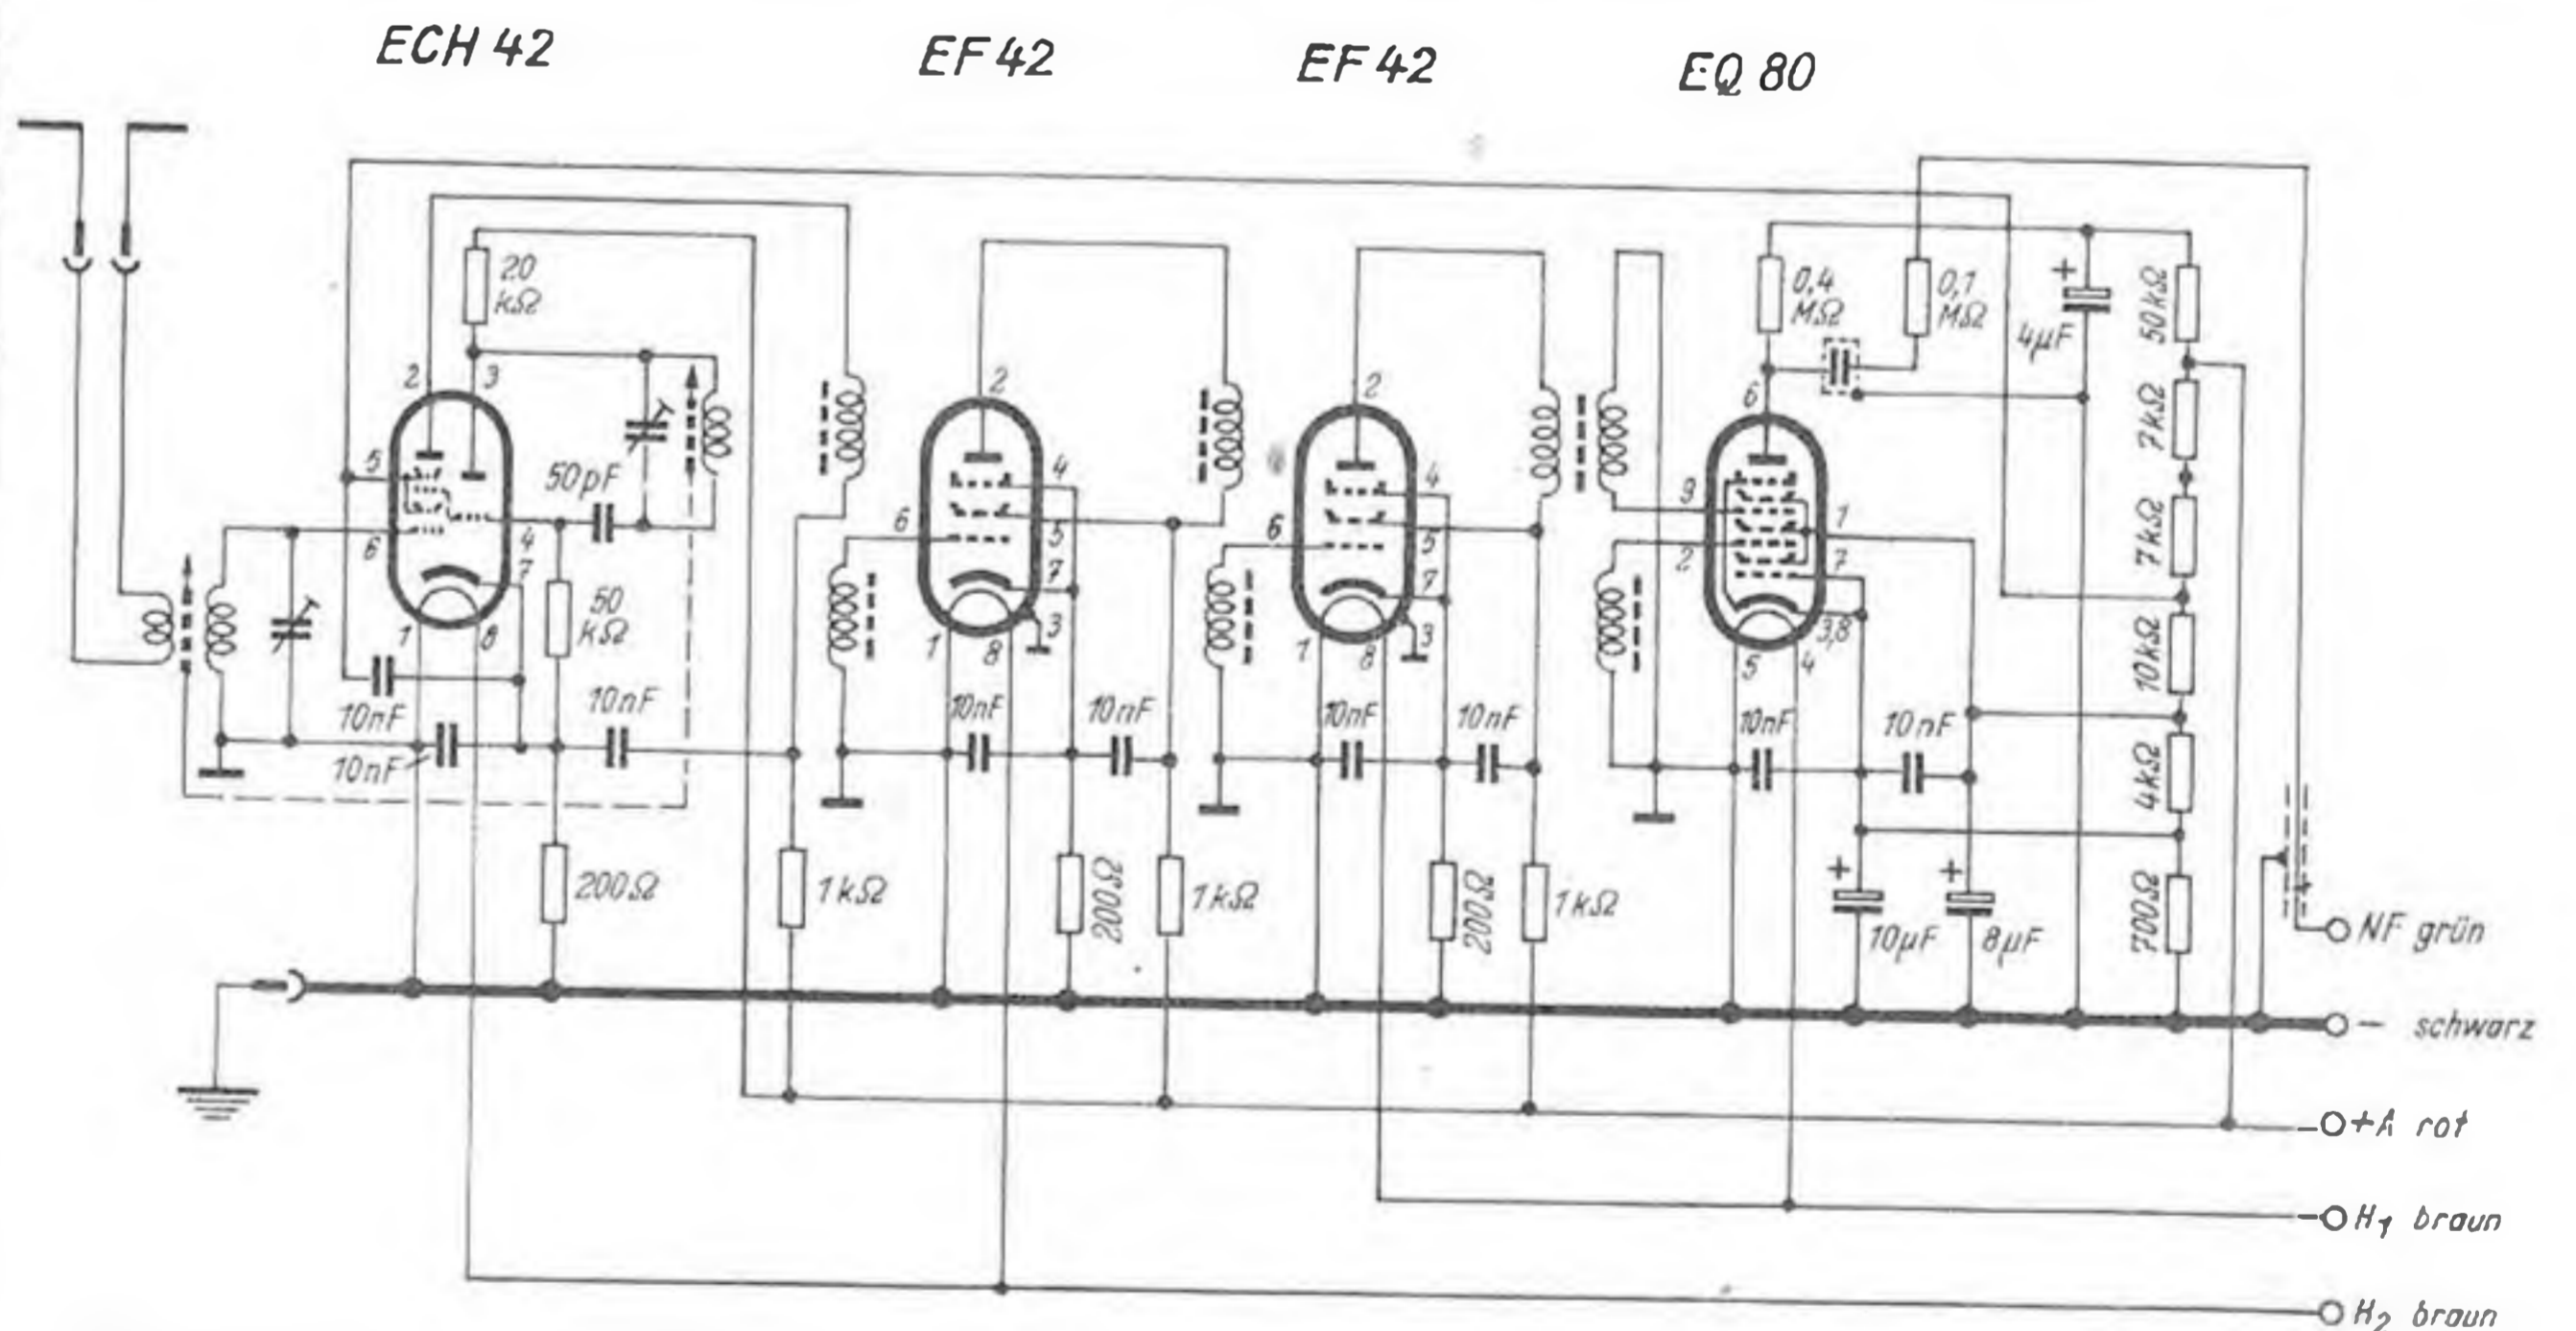 ECH 42
EF 42
EF 42
EQ 80
20 kΩ
0,4 MΩ
0,1 MΩ
+
4µF
50kΩ
2
3
2
2
6
7kΩ
5
50pF
4
4
9
7kΩ
6
4
6
5
6
5
2
1
7
7
7
7
50 kΩ
3
3
3,8
1
8
1
8
1
8
5
4
10kΩ
10nF
10nF
10nF
10nF
10nF
10nF
10nF
10nF
10nF
4kΩ
200Ω
1kΩ
200Ω
1kΩ
200Ω
1kΩ
+
10µF
+
8µF
700Ω
NF grün
- schwarz
+A rot
H1 braun
H2 braun